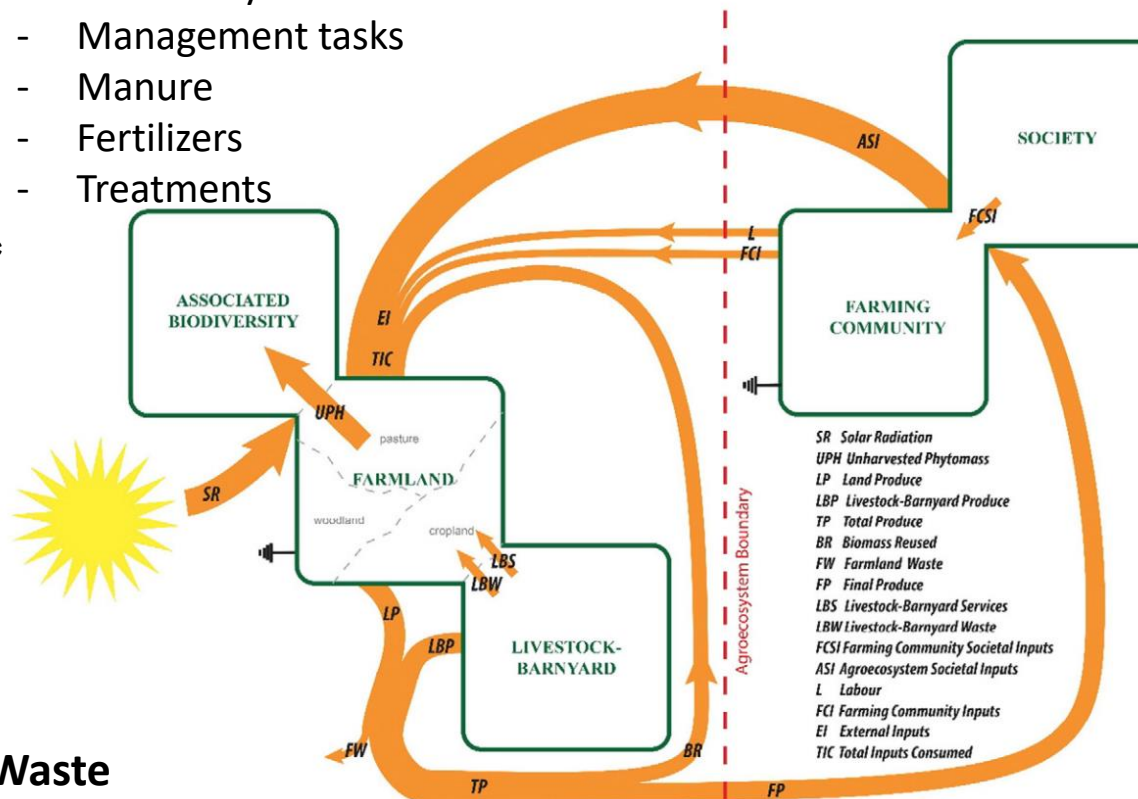 - Management tasks
- Manure
- Fertilizers
- Treatments
SOCIETY
ASI
FCSI
L
FCI
ASSOCIATED
BIODIVERSITY
FARMING
COMMUNITY
EI
TIC
UPH
pasture
FARMLAND
SR
woodland
cropland
LBS
LBW
LP
LBP
LIVESTOCK-
BARNYARD
Agroecosystem Boundary
SR Solar Radiation
UPH Unharvested Phytomass
LP Land Produce
LBP Livestock-Barnyard Produce
TP Total Produce
BR Biomass Reused
FW Farmland Waste
FP Final Produce
LBS Livestock-Barnyard Services
LBW Livestock-Barnyard Waste
FCSI Farming Community Societal Inputs
ASI Agroecosystem Societal Inputs
L Labour
FCI Farming Community Inputs
EI External Inputs
TIC Total Inputs Consumed
FW
BR
Waste
TP
FP